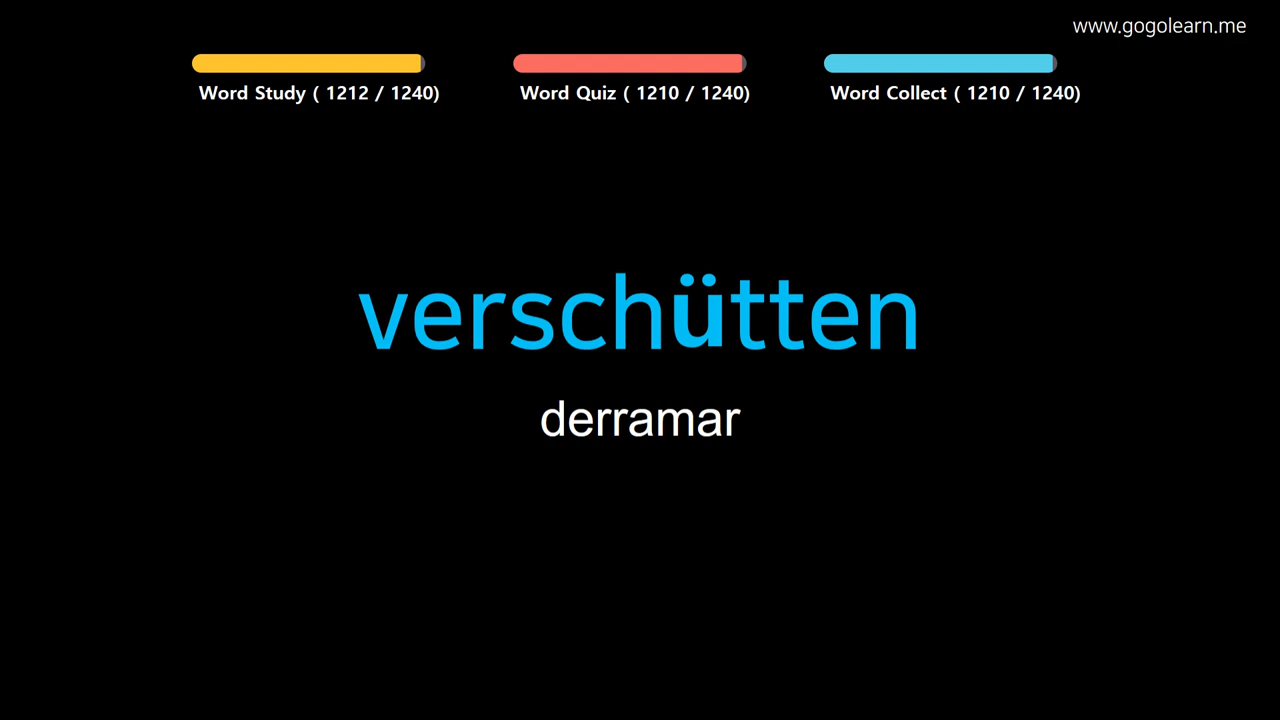 www.gogolearn.me
Word Study ( 1212 / 1240)
Word Quiz ( 1210 / 1240)
Word Collect ( 1210 / 1240)
verschütten
derramar